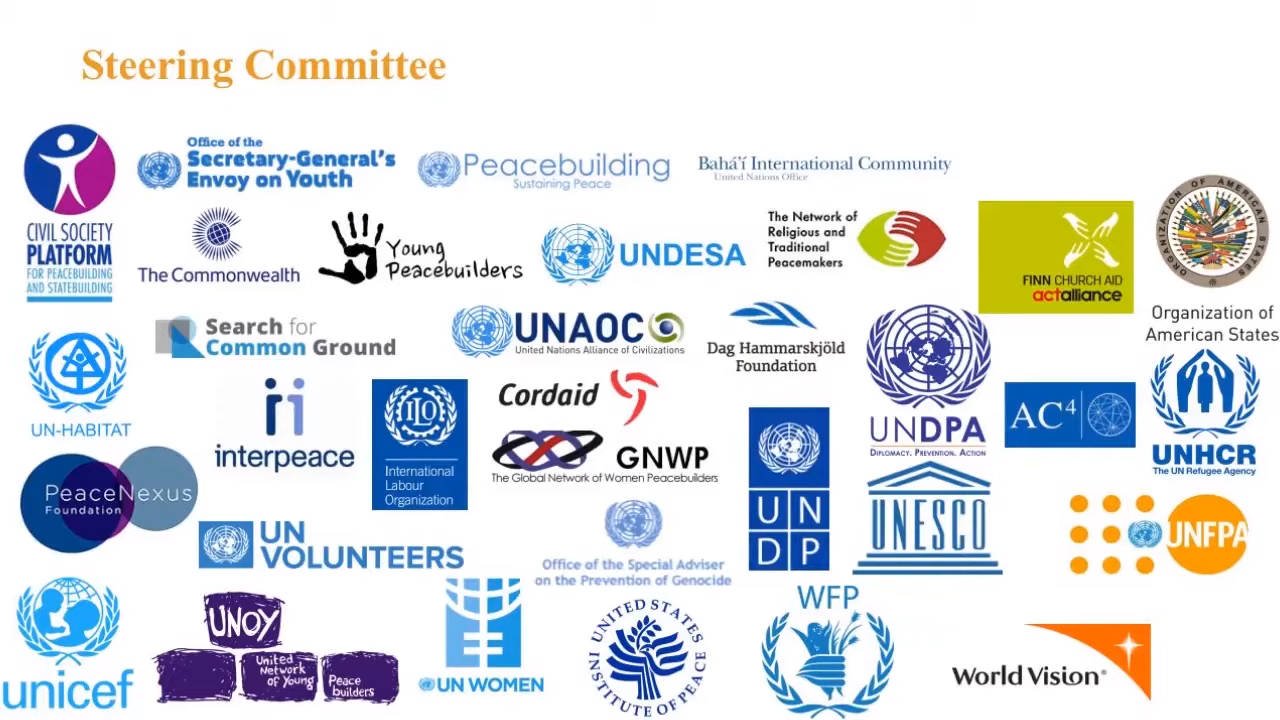 Steering Committee
CIVIL SOCIETY
PLATFORM
FOR PEACEBUILDING
AND STATEBUILDING
Office of the
Secretary-General's
Envoy on Youth
Peacebuilding
Sustaining Peace
Bahá'í International Community
United Nations Office
The Commonwealth
Young
Peacebuilders
UNDESA
The Network of
Religious and
Traditional
Peacemakers
FINN CHURCH AID
actalliance
ORGANIZATION OF AMERICAN STATES
Organization of
American States
UN-HABITAT
Search for
Common Ground
UNAOC
United Nations Alliance of Civilizations
Dag Hammarskjöld
Foundation
UNDPA
DIPLOMACY. PREVENTION. ACTION
interpeace
ILO
International
Labour
Organization
Cordaid
GNWP
The Global Network of Women Peacebuilders
AC4
UNHCR
The UN Refugee Agency
PeaceNexus
Foundation
UN
VOLUNTEERS
Office of the Special Adviser
on the Prevention of Genocide
U N
D P
UNESCO
UNFPA
unicef
UNOY
United
Network
of Young
Peace
builders
UN WOMEN
UNITED STATES
INSTITUTE OF PEACE
WFP
World Vision®